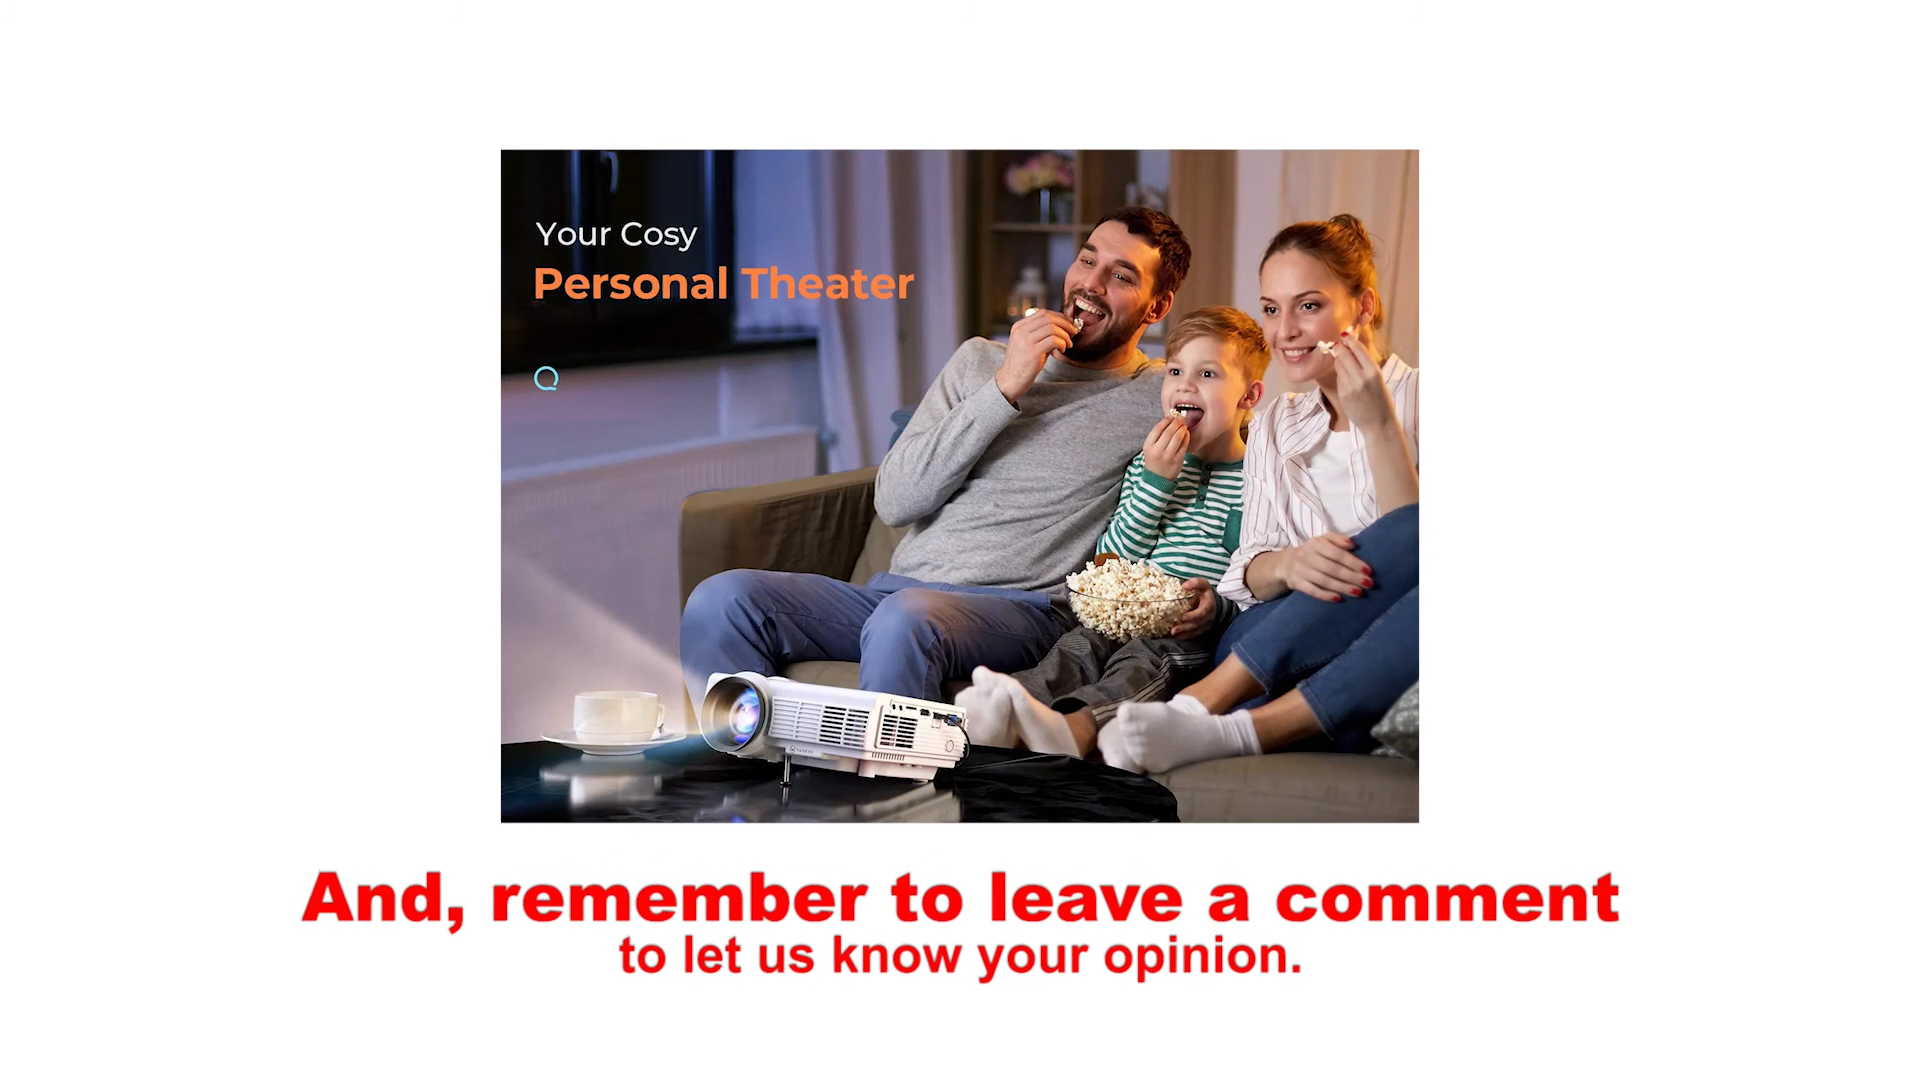 Your Cosy
Personal Theater
And, remember to leave a comment
to let us know your opinion.